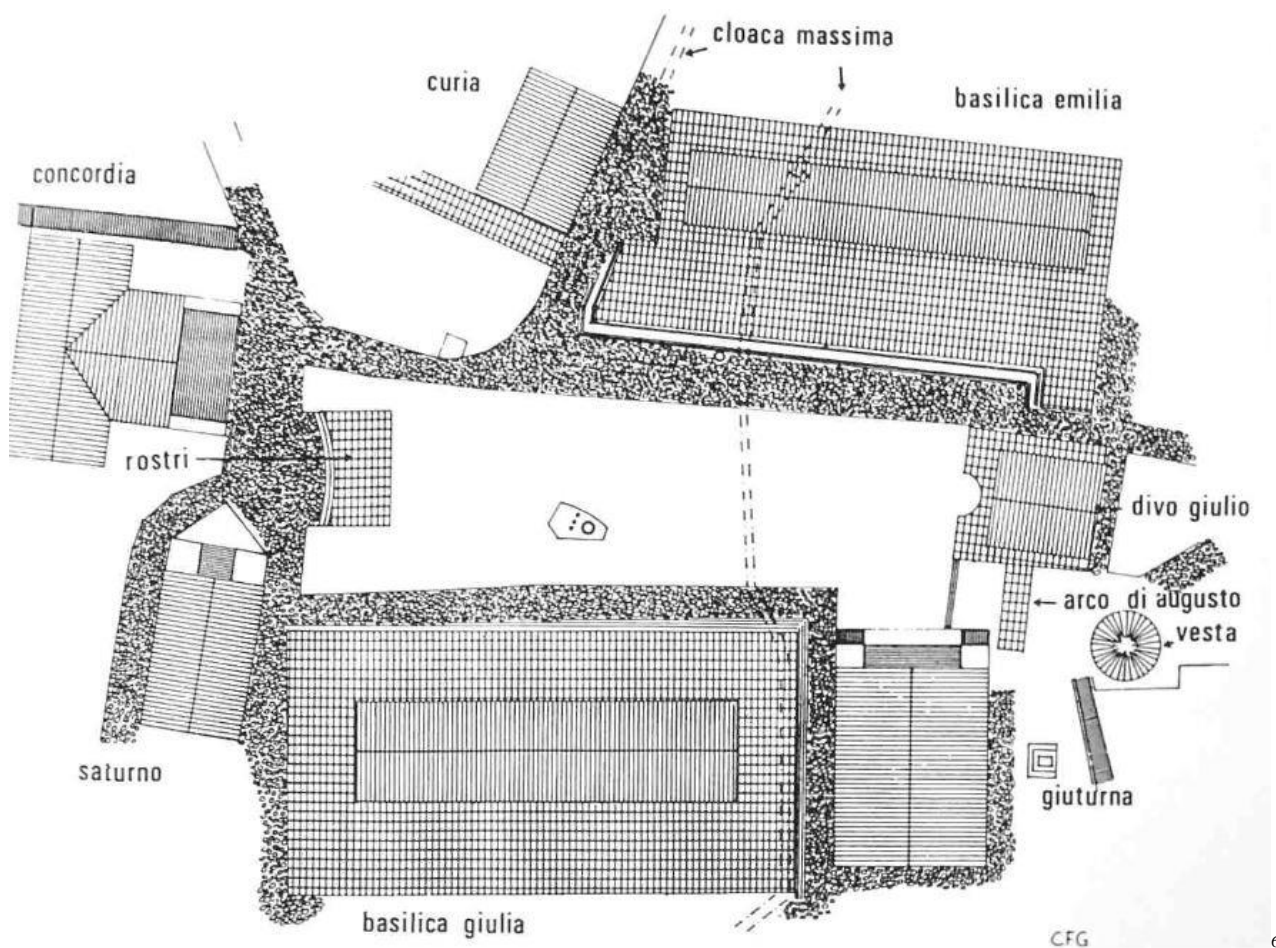 cloaca massima
curia
basilica emilia
concordia
rostri
divo giulio
arco di augusto
vesta
saturno
giuturna
basilica giulia
CFG